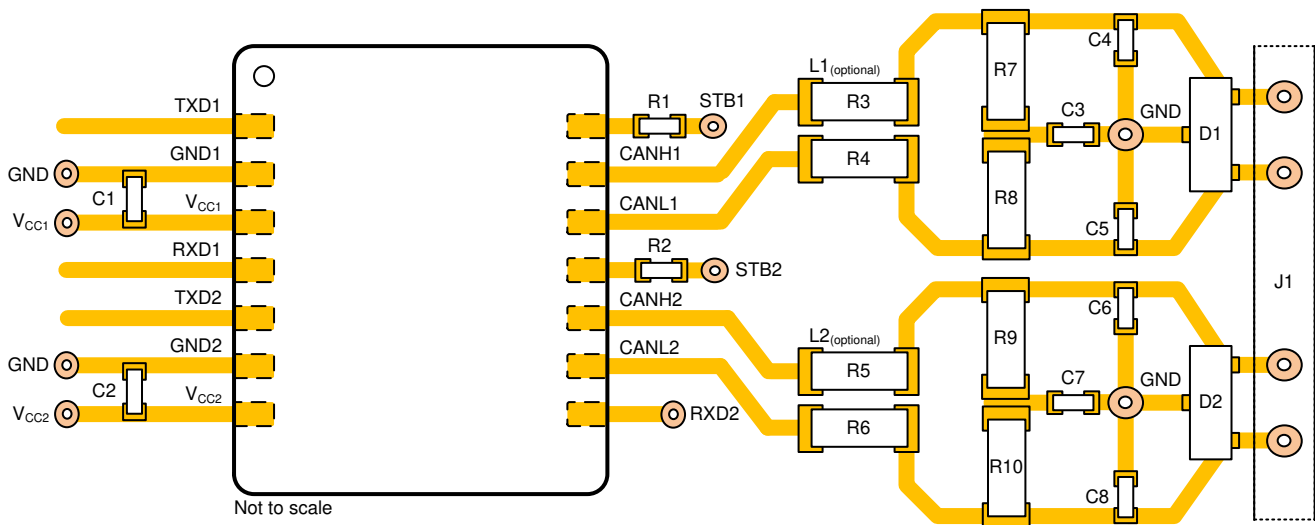 TXD1
GND1
GND
C1
VCC1
VCC1
RXD1
TXD2
GND2
GND
C2
VCC2
VCC2
Not to scale
R1
STB1
CANH1
CANL1
R2
STB2
CANH2
CANL2
RXD2
L1(optional)
R3
R4
R7
R8
C3
C4
GND
C5
D1
L2(optional)
R5
R6
R9
R10
C7
C6
GND
C8
D2
J1